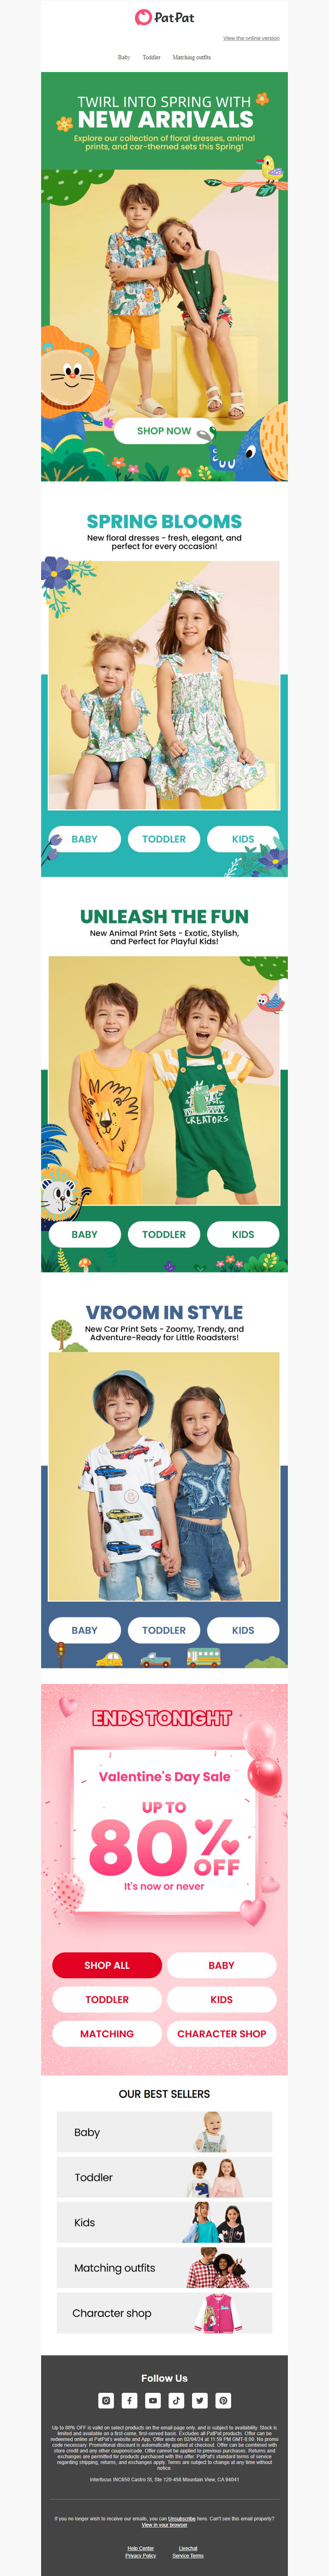 PatPat
View the online version
Baby Toddler Matching outfits
TWIRL INTO SPRING WITH
NEW ARRIVALS
Explore our collection of floral dresses, animal
prints, and car-themed sets this Spring!
SHOP NOW
SPRING BLOOMS
New floral dresses - fresh, elegant, and
perfect for every occasion!
BABY TODDLER KIDS
UNLEASH THE FUN
New Animal Print Sets - Exotic, Stylish,
and Perfect for Playful Kids!
CREATORS
BABY TODDLER KIDS
VROOM IN STYLE
New Car Print Sets - Zoomy, Trendy, and
Adventure-Ready for Little Roadsters!
BABY TODDLER KIDS
ENDS TONIGHT
Valentine's Day Sale
UP TO
80% OFF
It's now or never
SHOP ALL BABY
TODDLER KIDS
MATCHING CHARACTER SHOP
OUR BEST SELLERS
Baby
Toddler
Kids
Matching outfits
Character shop
Follow Us
Up to 80% OFF is valid on select products on the email page only, and is subject to availability. Stock is
limited and available on a first-come, first-served basis. Excludes all PatPat products. Offer can be
redeemed online at PatPat's website and App. Offer ends on 02/04/24 at 11:59 PM GMT-8:00. No promo
code necessary. Promotional discount is automatically applied at checkout. Offer can be combined with
store credit and any other coupon/code. Offer cannot be applied to previous purchases. Returns and
exchanges are permitted for products purchased with this offer. PatPat's standard terms of service
regarding shipping, returns, and exchanges apply. Terms are subject to change at any time without
notice.
Interfocus INC650 Castro St, Ste 120-458 Mountain View, CA 94041
If you no longer wish to receive our emails, you can Unsubscribe here. Can't see this email properly?
View in your browser
Help Center Livechat
Privacy Policy Service Terms